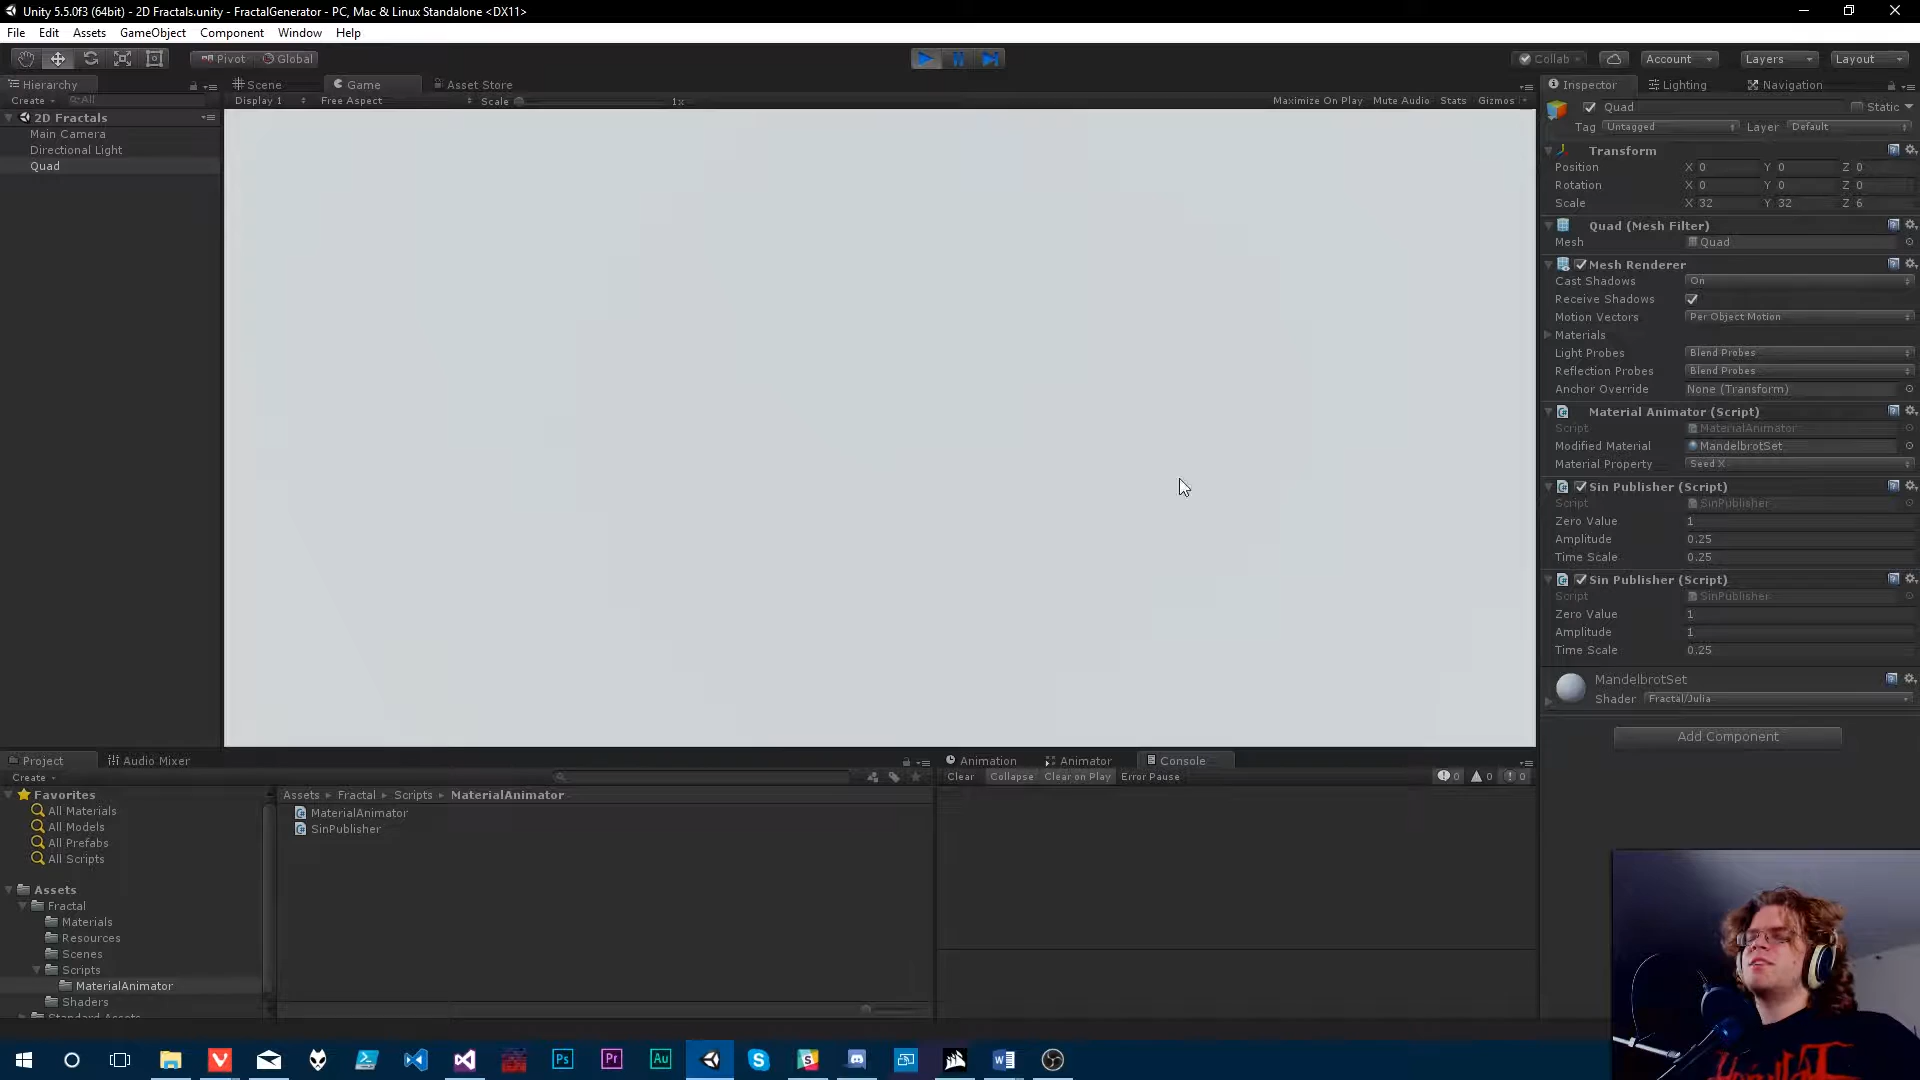 Unity 5.5.0f3 (64bit) - 2D Fractals.unity - FractalGenerator - PC, Mac & Linux Standalone <DX11>
File Edit Assets GameObject Component Window Help
Pivot Global Collab Account Layers Layout
Hierarchy Scene Game Asset Store Inspector Lighting Navigation
Create All Display 1 Free Aspect Scale 1x Maximize On Play Mute Audio Stats Gizmos
2D Fractals
Main Camera
Directional Light
Quad
Quad Static
Tag Untagged Layer Default
Transform
Position X 0 Y 0 Z 0
Rotation X 0 Y 0 Z 0
Scale X 32 Y 32 Z 6
Quad (Mesh Filter)
Mesh Quad
Mesh Renderer
Cast Shadows On
Receive Shadows
Motion Vectors Per Object Motion
Materials
Light Probes Blend Probes
Reflection Probes Blend Probes
Anchor Override None (Transform)
Material Animator (Script)
Script MaterialAnimator
Modified Material MandelbrotSet
Material Property Seed X
Sin Publisher (Script)
Script SinPublisher
Zero Value 1
Amplitude 0.25
Time Scale 0.25
Sin Publisher (Script)
Script SinPublisher
Zero Value 1
Amplitude 1
Time Scale 0.25
MandelbrotSet
Shader Fractal/Julia
Add Component
Project Audio Mixer
Create
Favorites
All Materials
All Models
All Prefabs
All Scripts
Assets
Fractal
Materials
Resources
Scenes
Scripts
MaterialAnimator
Shaders
Standard Assets
Assets Fractal Scripts MaterialAnimator
MaterialAnimator
SinPublisher
Animation Animator Console
Clear Collapse Clear on Play Error Pause 0 0 0
Ps Pr Au